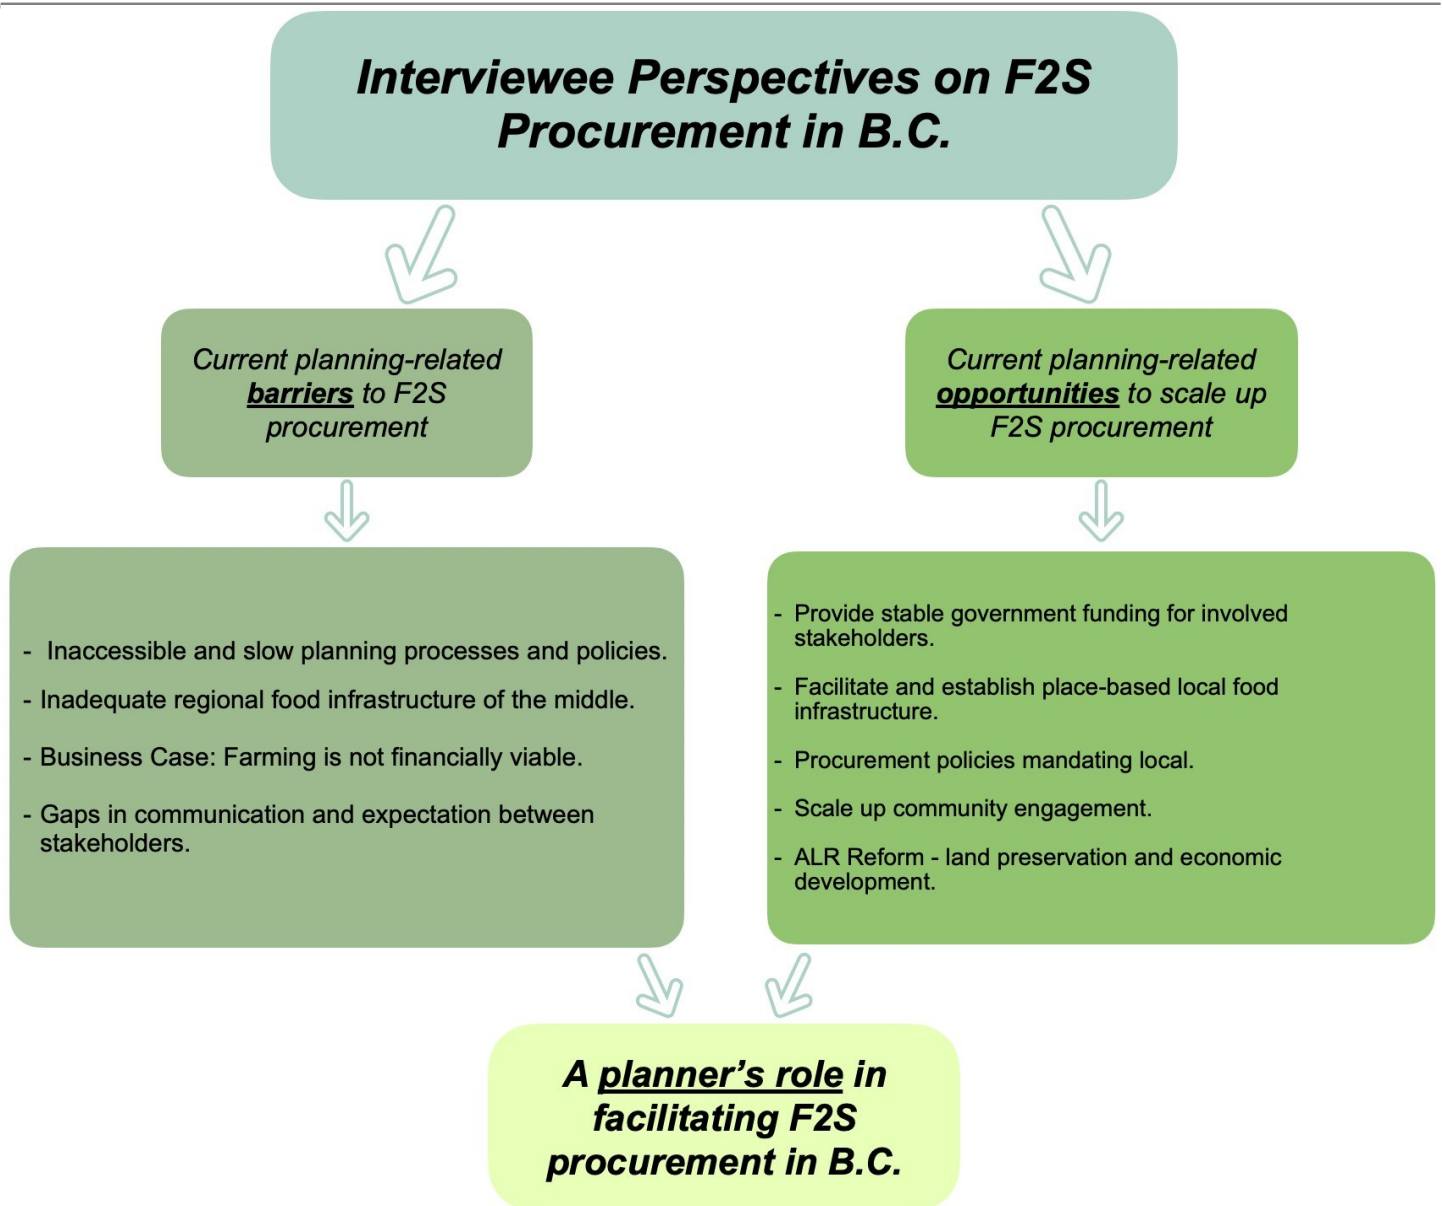 Interviewee Perspectives on F2S
Procurement in B.C.
Current planning-related
barriers to F2S
procurement
Current planning-related
opportunities to scale up
F2S procurement
- Inaccessible and slow planning processes and policies.
- Inadequate regional food infrastructure of the middle.
- Business Case: Farming is not financially viable.
- Gaps in communication and expectation between
stakeholders.
- Provide stable government funding for involved
stakeholders.
- Facilitate and establish place-based local food
infrastructure.
- Procurement policies mandating local.
- Scale up community engagement.
- ALR Reform - land preservation and economic
development.
A planner’s role in
facilitating F2S
procurement in B.C.